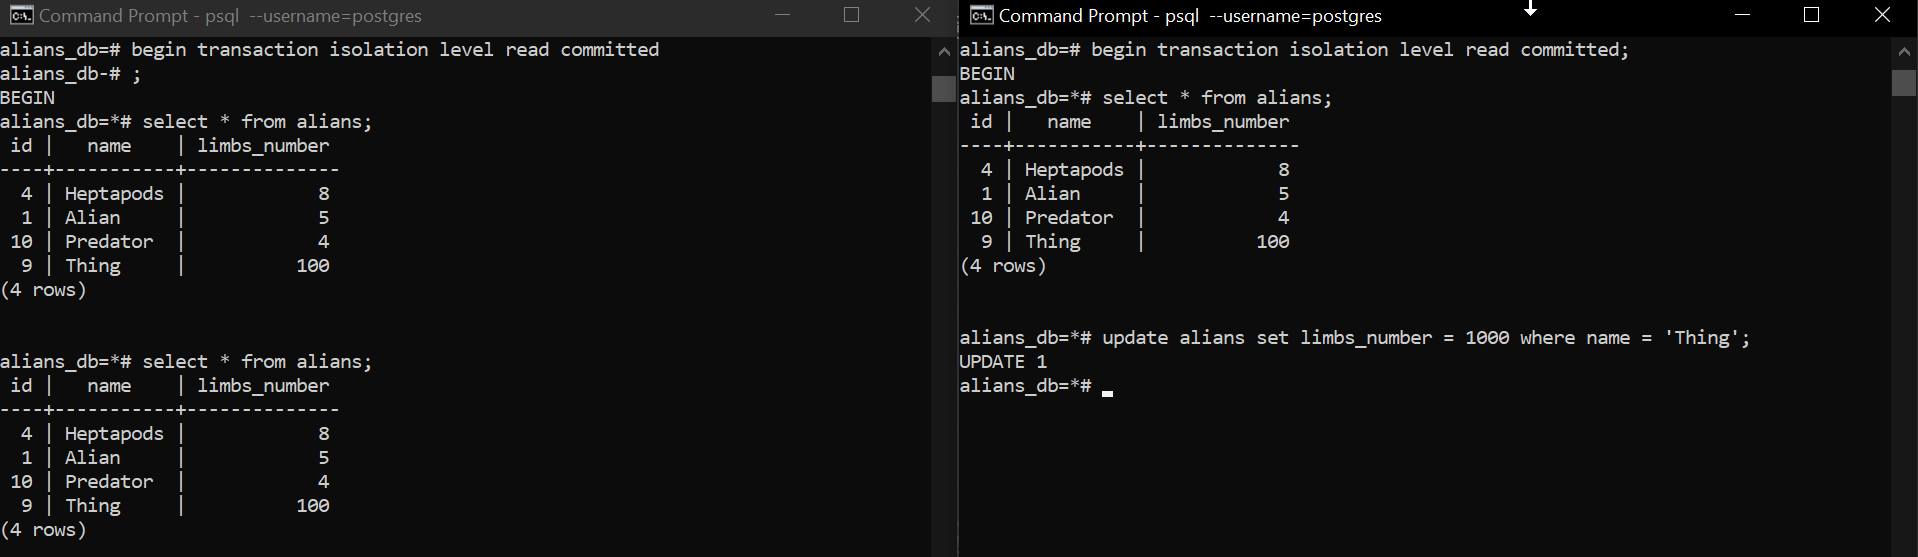 Command Prompt - psql  --username=postgres
alians_db=# begin transaction isolation level read committed
alians_db-# ;
BEGIN
alians_db=*# select * from alians;
 id |   name    | limbs_number
----+-----------+--------------
  4 | Heptapods |            8
  1 | Alian     |            5
 10 | Predator  |            4
  9 | Thing     |          100
(4 rows)
alians_db=*# select * from alians;
 id |   name    | limbs_number
----+-----------+--------------
  4 | Heptapods |            8
  1 | Alian     |            5
 10 | Predator  |            4
  9 | Thing     |          100
(4 rows)
Command Prompt - psql  --username=postgres
alians_db=# begin transaction isolation level read committed;
BEGIN
alians_db=*# select * from alians;
 id |   name    | limbs_number
----+-----------+--------------
  4 | Heptapods |            8
  1 | Alian     |            5
 10 | Predator  |            4
  9 | Thing     |          100
(4 rows)
alians_db=*# update alians set limbs_number = 1000 where name = 'Thing';
UPDATE 1
alians_db=*#